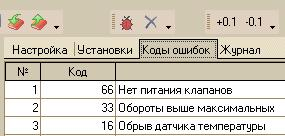 +0.1 -0.1
Настройка Установки Коды ошибок Журнал
№ Код
1 66 Нет питания клапанов
2 33 Обороты выше максимальных
3 16 Обрыв датчика температуры